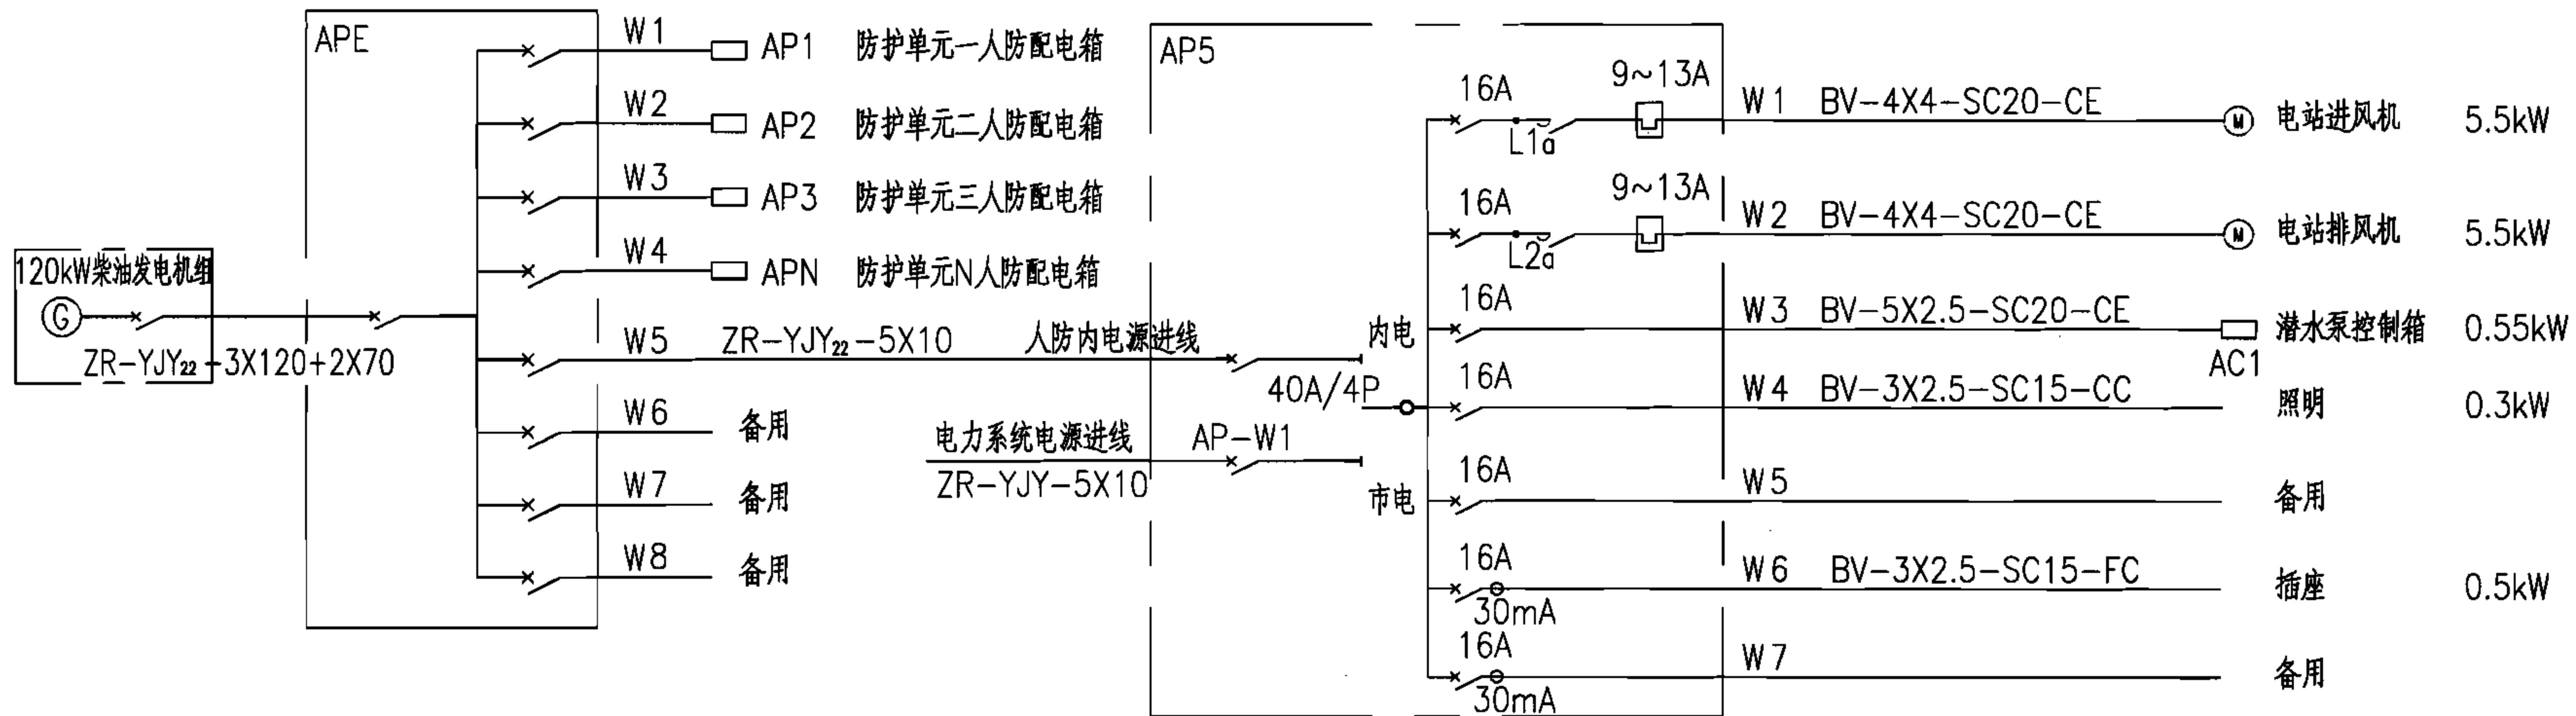 APE
W1 AP1 防护单元一人防配电箱
W2 AP2 防护单元二人防配电箱
W3 AP3 防护单元三人防配电箱
W4 APN 防护单元N人防配电箱
120kW柴油发电机组
G
ZR-YJY22-3X120+2X70
W5 ZR-YJY22-5X10 人防内电源进线
W6 备用
W7 备用
W8 备用
电力系统电源进线 AP-W1
ZR-YJY-5X10
AP5
内电
40A/4P
市电
16A 9~13A W1 BV-4X4-SC20-CE M 电站进风机 5.5kW
L1a
16A 9~13A W2 BV-4X4-SC20-CE M 电站排风机 5.5kW
L2a
16A W3 BV-5X2.5-SC20-CE 潜水泵控制箱 0.55kW
AC1
16A W4 BV-3X2.5-SC15-CC 照明 0.3kW
16A W5 备用
16A W6 BV-3X2.5-SC15-FC 插座 0.5kW
30mA
16A W7 备用
30mA